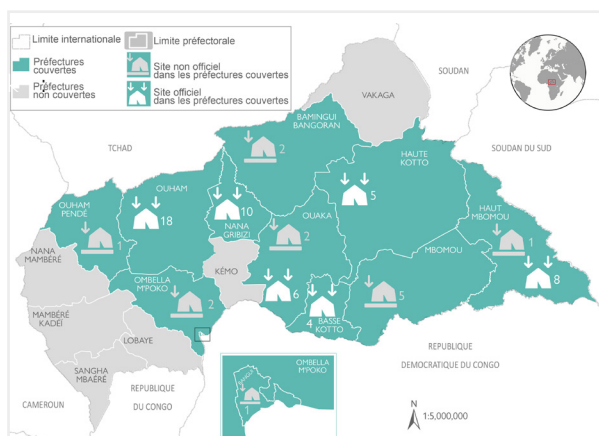 Limite internationale
Limite préfectorale
Préfectures
couvertes
Site non officiel
dans les préfectures couvertes
Préfectures
non couvertes
Site officiel
dans les préfectures couvertes
SOUDAN
VAKAGA
BAMINGUI
BANGORAN
TCHAD
2
HAUTE
KOTTO
SOUDAN DU SUD
OUHAM
PENDÉ
OUHAM
5
18
10
NANA
GRIBIZI
OUAKA
HAUT
MBOMOU
1
2
1
NANA
MAMBÉRÉ
MBOMOU
KÉMO
OMBELLA
M'POKO
8
2
6
5
MAMBÉRÉ
KADEÏ
4
BASSE
KOTTO
LOBAYE
REPUBLIQUE
DEMOCRATIQUE DU CONGO
SANGHA
MBAÉRÉ
OMBELLA
M'POKO
REPUBLIQUE
DU CONGO
CAMEROUN
1
N
1:5,000,000